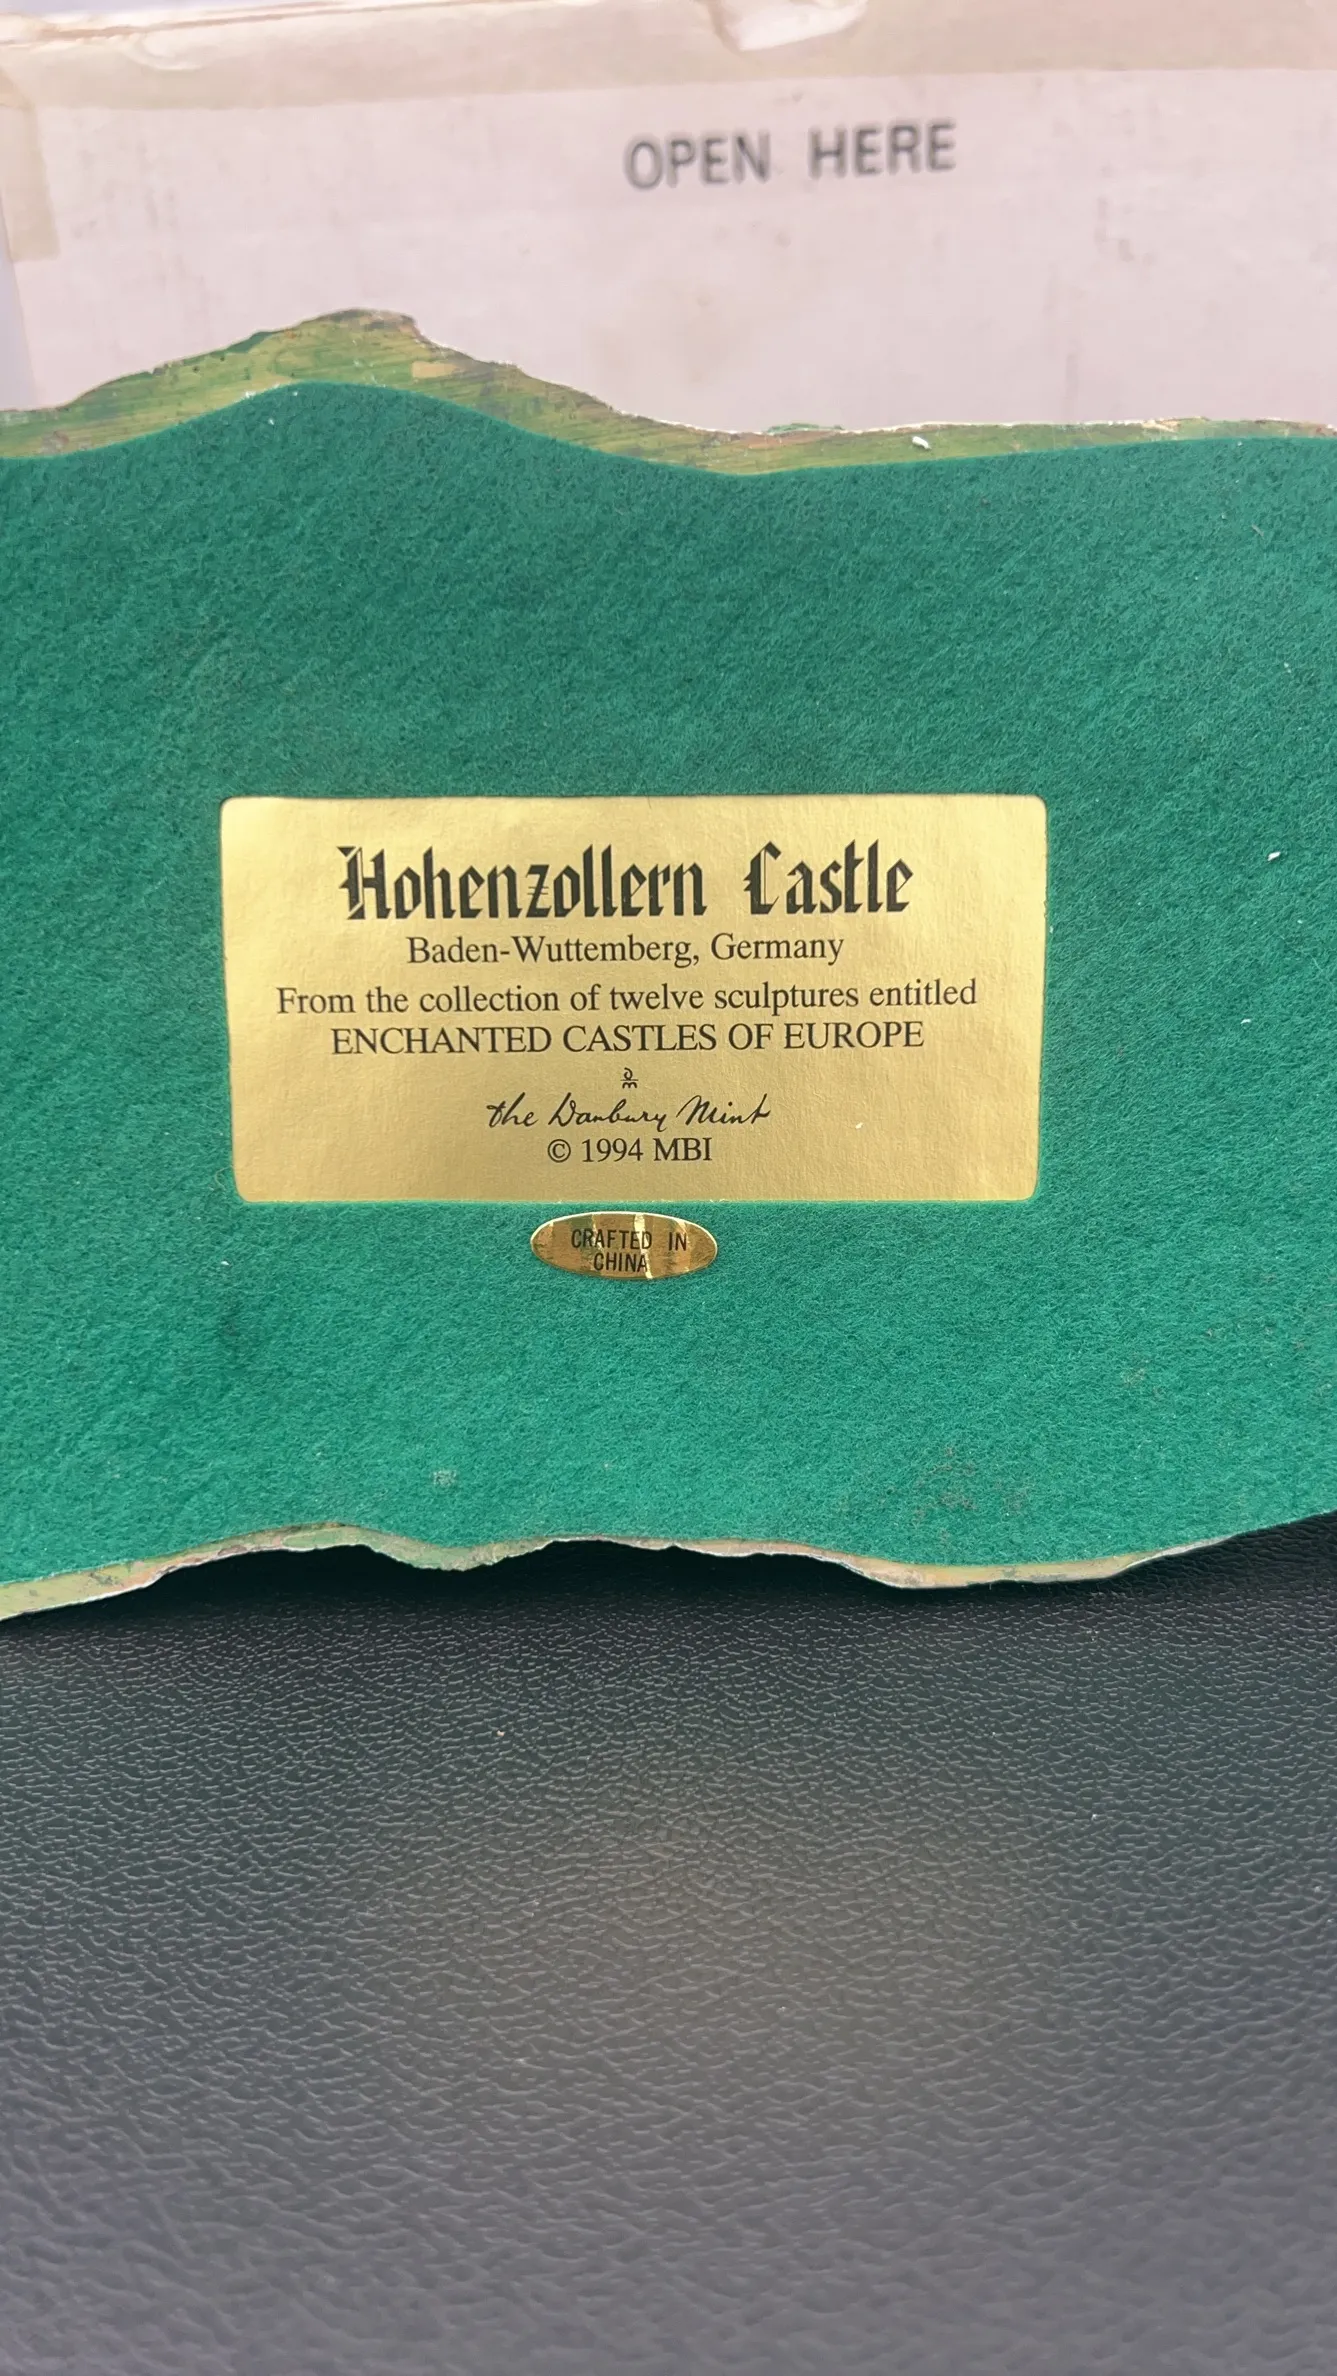 OPEN HERE
Hohenzollern Castle
Baden-Wuttemberg, Germany
From the collection of twelve sculptures entitled
ENCHANTED CASTLES OF EUROPE
the Danbury Mint
© 1994 MBI
CRAFTED IN
CHINA